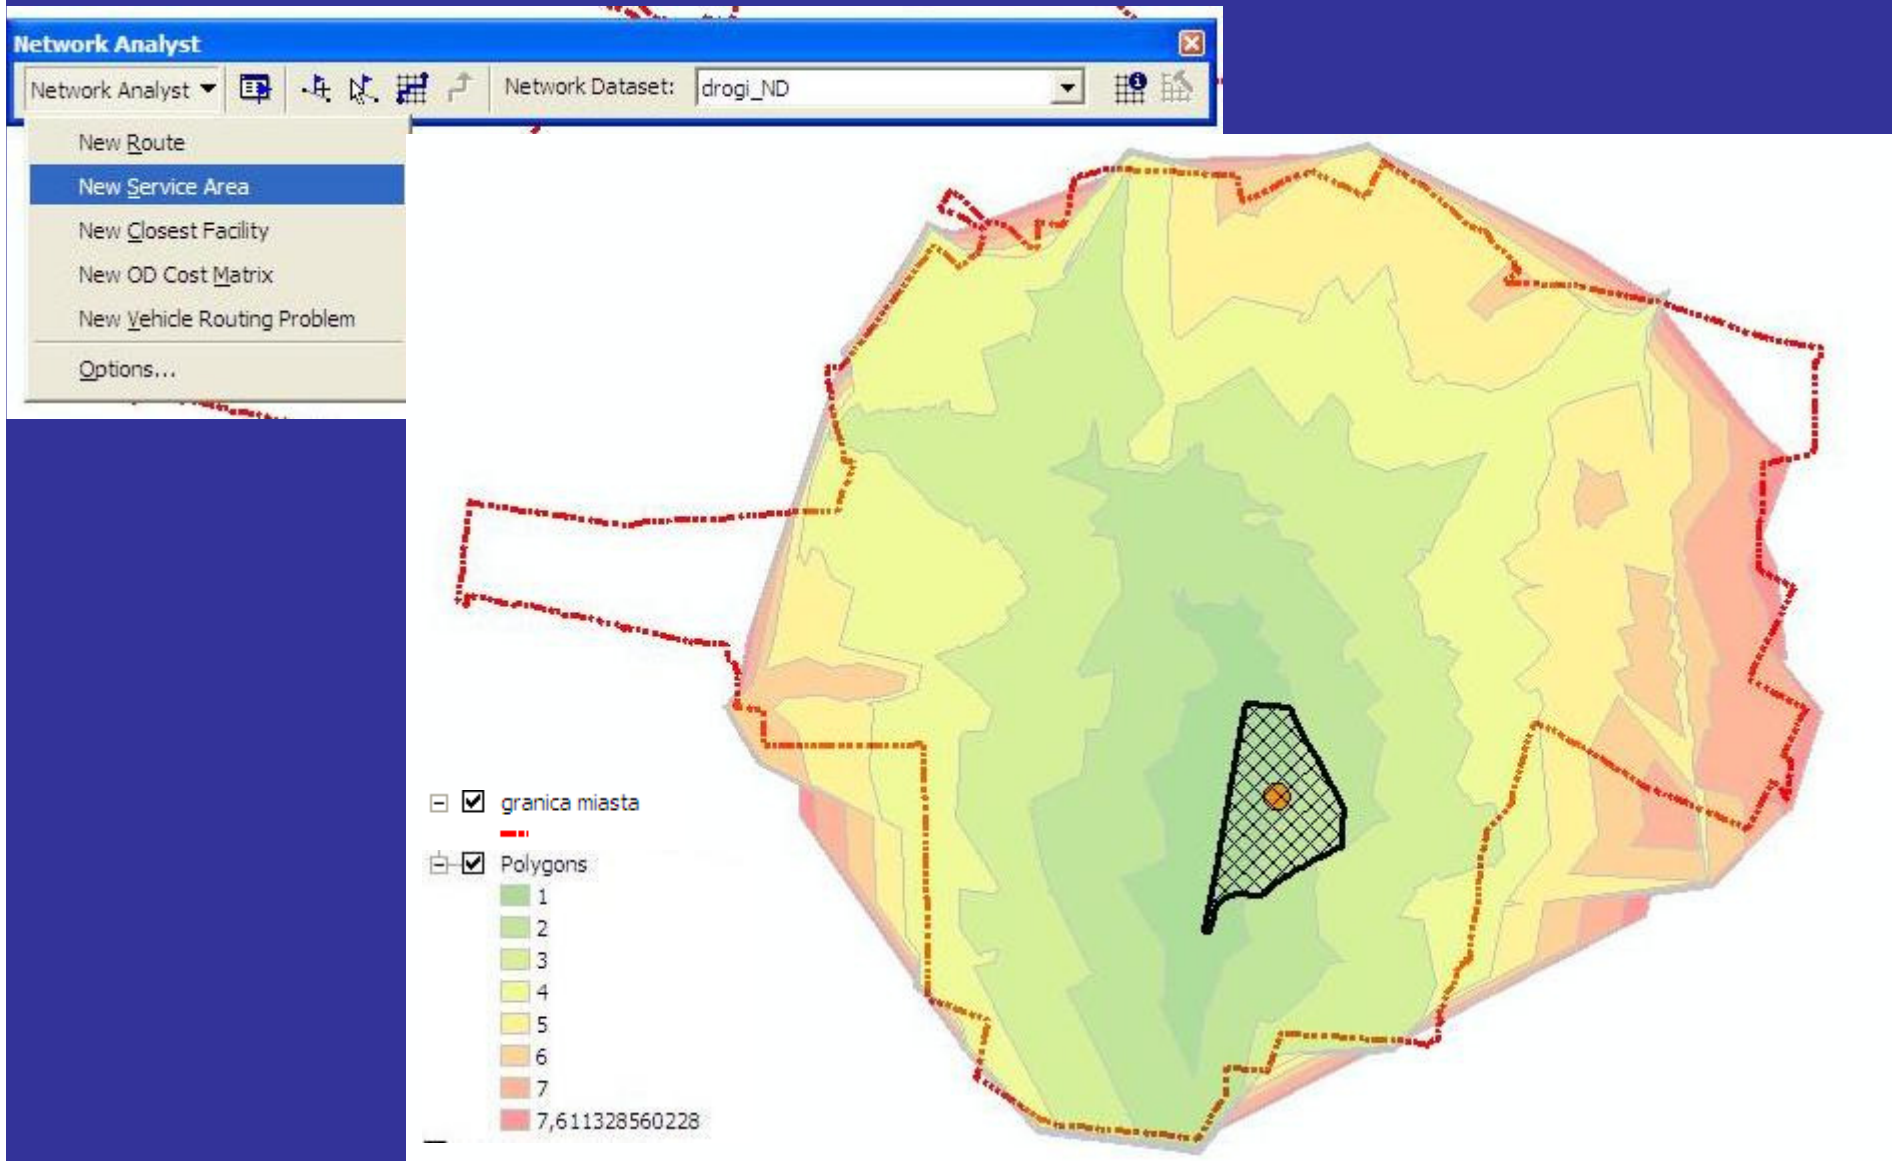 Network Analyst
Network Analyst
Network Dataset:
drogi_ND
New Route
New Service Area
New Closest Facility
New OD Cost Matrix
New Vehicle Routing Problem
Options...
granica miasta
Polygons
1
2
3
4
5
6
7
7,611328560228